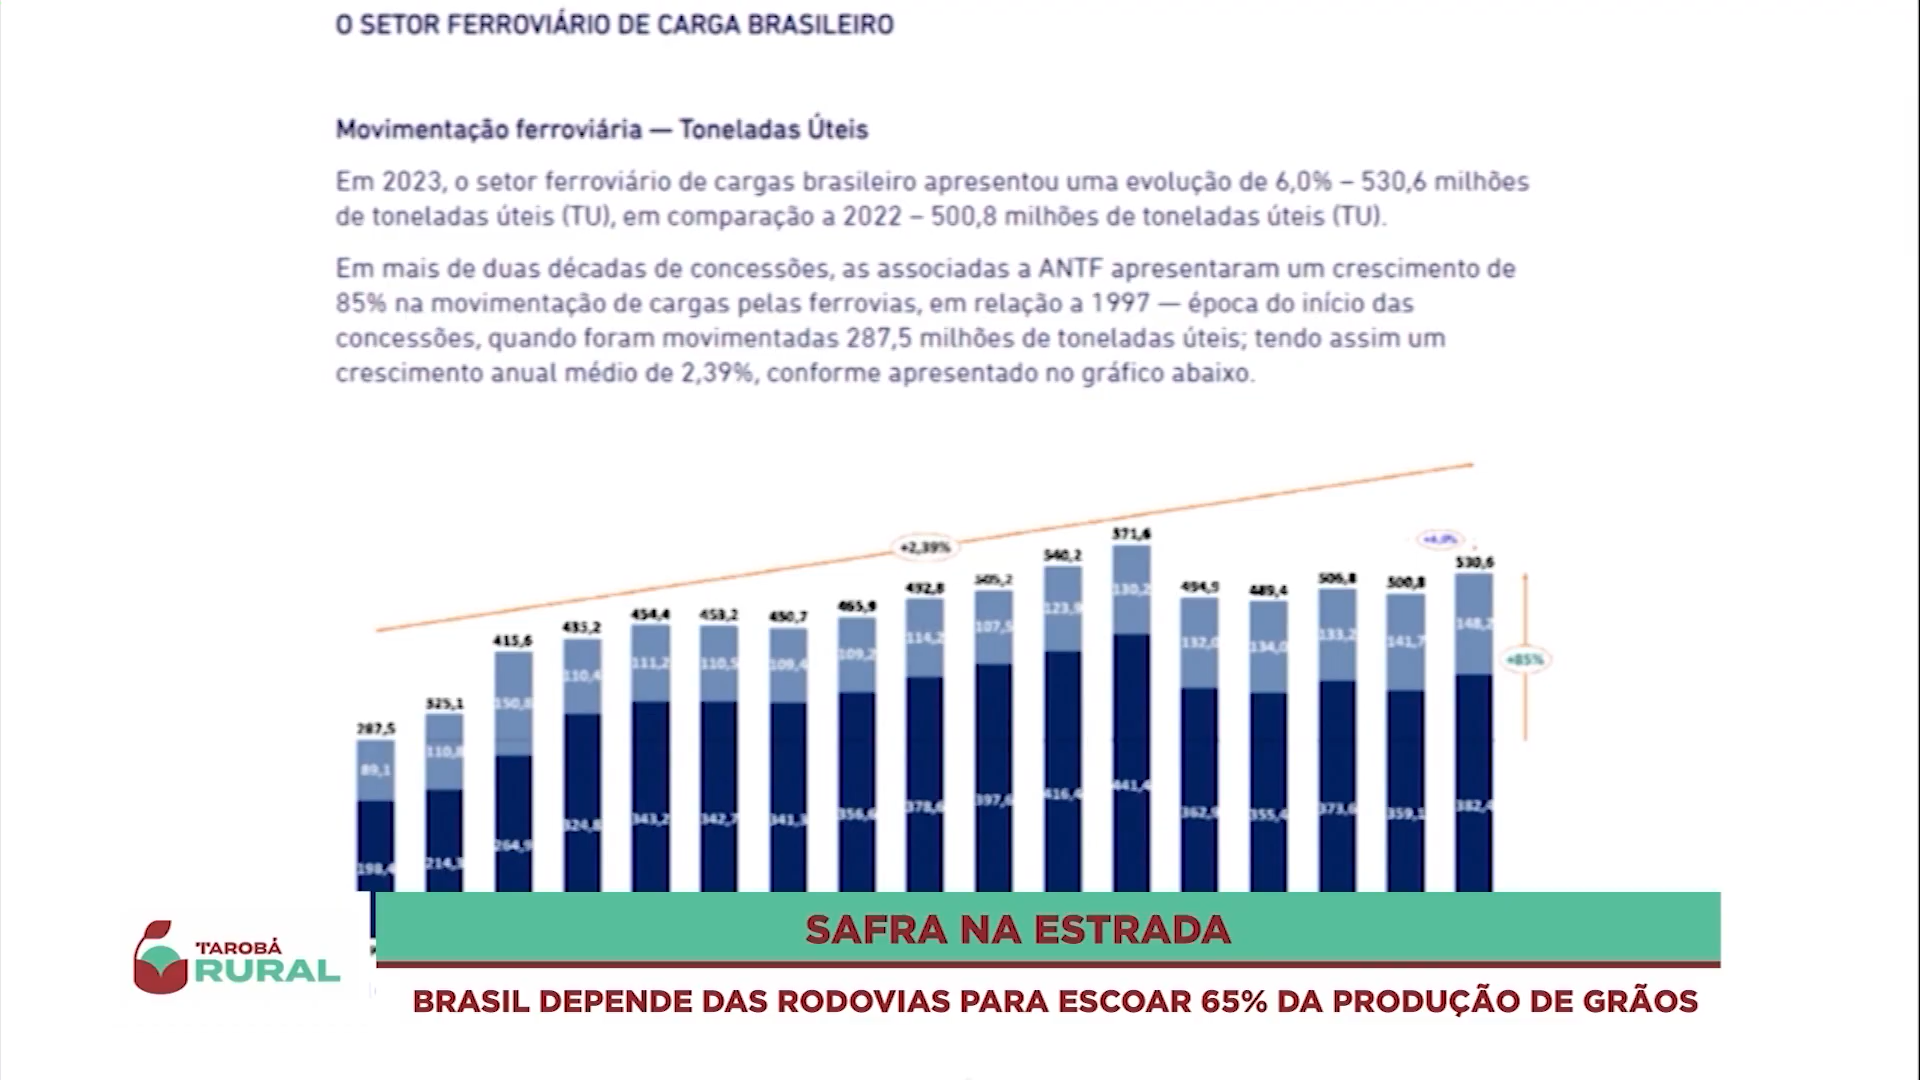 O SETOR FERROVIÁRIO DE CARGA BRASILEIRO
Movimentação ferroviária — Toneladas Úteis
Em 2023, o setor ferroviário de cargas brasileiro apresentou uma evolução de 6,0% – 530,6 milhões
de toneladas úteis (TU), em comparação a 2022 – 500,8 milhões de toneladas úteis (TU).
Em mais de duas décadas de concessões, as associadas a ANTF apresentaram um crescimento de
85% na movimentação de cargas pelas ferrovias, em relação a 1997 — época do início das
concessões, quando foram movimentadas 287,5 milhões de toneladas úteis; tendo assim um
crescimento anual médio de 2,39%, conforme apresentado no gráfico abaixo.
+2,39% +6,0%
287,5 325,1 415,6 435,2 454,4 453,2 450,7 465,9 492,8 505,2 540,2 571,6 494,9 489,4 506,8 500,8 530,6
89,1 110,8 150,8 110,4 111,2 110,5 109,4 109,2 114,2 107,5 123,9 130,2 132,0 134,0 133,2 141,7 148,2
+85%
198,4 214,3 264,9 324,8 343,2 342,7 341,3 356,6 378,6 397,6 416,4 441,4 362,9 355,4 373,6 359,1 382,4
SAFRA NA ESTRADA
TAROBÁ
RURAL
BRASIL DEPENDE DAS RODOVIAS PARA ESCOAR 65% DA PRODUÇÃO DE GRÃOS